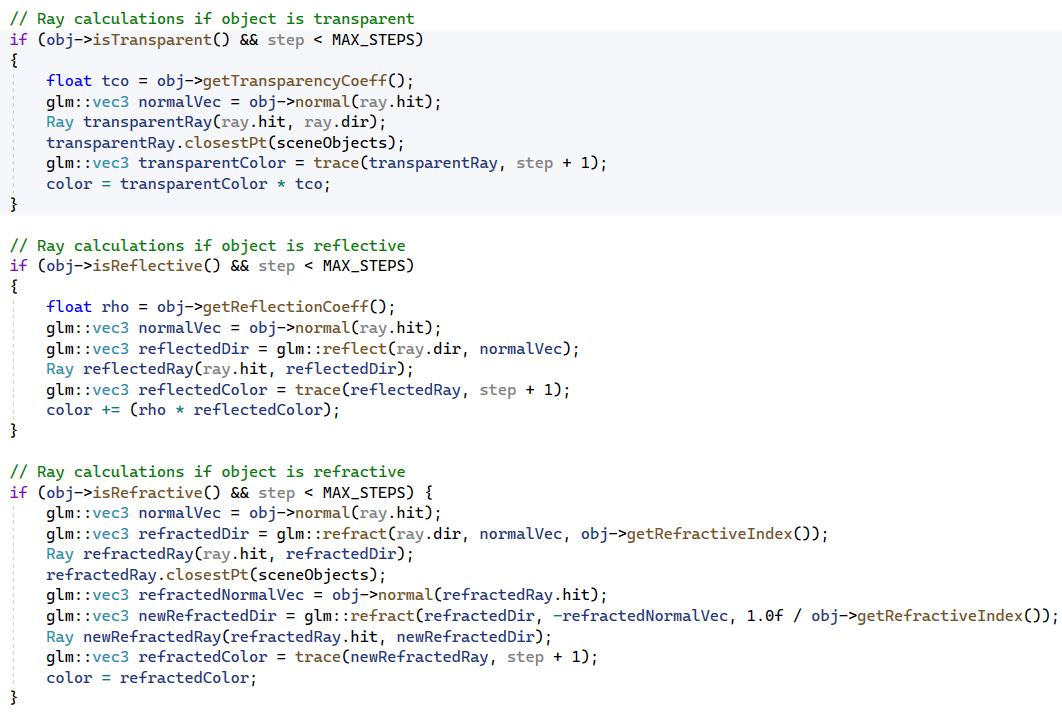 // Ray calculations if object is transparent
if (obj->isTransparent() && step < MAX_STEPS)
{
    float tco = obj->getTransparencyCoeff();
    glm::vec3 normalVec = obj->normal(ray.hit);
    Ray transparentRay(ray.hit, ray.dir);
    transparentRay.closestPt(sceneObjects);
    glm::vec3 transparentColor = trace(transparentRay, step + 1);
    color = transparentColor * tco;
}

// Ray calculations if object is reflective
if (obj->isReflective() && step < MAX_STEPS)
{
    float rho = obj->getReflectionCoeff();
    glm::vec3 normalVec = obj->normal(ray.hit);
    glm::vec3 reflectedDir = glm::reflect(ray.dir, normalVec);
    Ray reflectedRay(ray.hit, reflectedDir);
    glm::vec3 reflectedColor = trace(reflectedRay, step + 1);
    color += (rho * reflectedColor);
}

// Ray calculations if object is refractive
if (obj->isRefractive() && step < MAX_STEPS) {
    glm::vec3 normalVec = obj->normal(ray.hit);
    glm::vec3 refractedDir = glm::refract(ray.dir, normalVec, obj->getRefractiveIndex());
    Ray refractedRay(ray.hit, refractedDir);
    refractedRay.closestPt(sceneObjects);
    glm::vec3 refractedNormalVec = obj->normal(refractedRay.hit);
    glm::vec3 newRefractedDir = glm::refract(refractedDir, -refractedNormalVec, 1.0f / obj->getRefractiveIndex());
    Ray newRefractedRay(refractedRay.hit, newRefractedDir);
    glm::vec3 refractedColor = trace(newRefractedRay, step + 1);
    color = refractedColor;
}